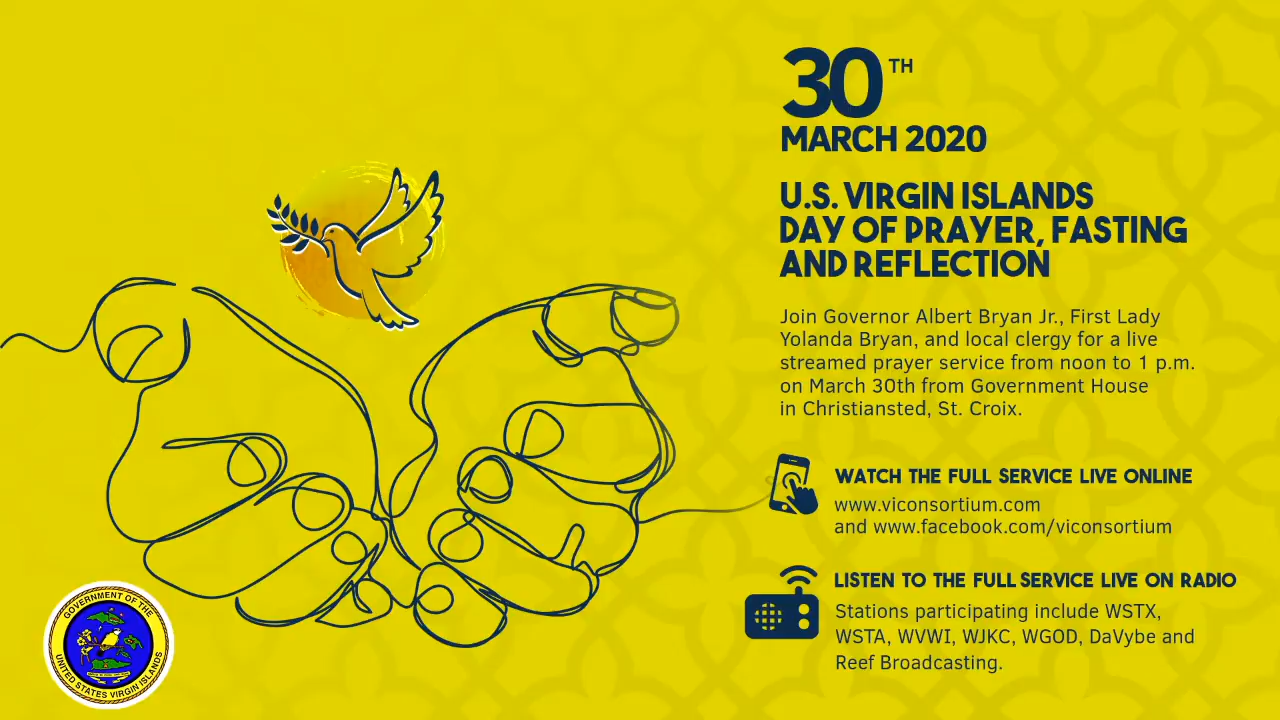 30TH
MARCH 2020
U.S. VIRGIN ISLANDS
DAY OF PRAYER, FASTING
AND REFLECTION
Join Governor Albert Bryan Jr., First Lady
Yolanda Bryan, and local clergy for a live
streamed prayer service from noon to 1 p.m.
on March 30th from Government House
in Christiansted, St. Croix.
WATCH THE FULL SERVICE LIVE ONLINE
www.viconsortium.com
and www.facebook.com/viconsortium
LISTEN TO THE FULL SERVICE LIVE ON RADIO
Stations participating include WSTX,
WSTA, WVWI, WJKC, WGOD, DaVybe and
Reef Broadcasting.
GOVERNMENT OF THE
UNITED STATES VIRGIN ISLANDS